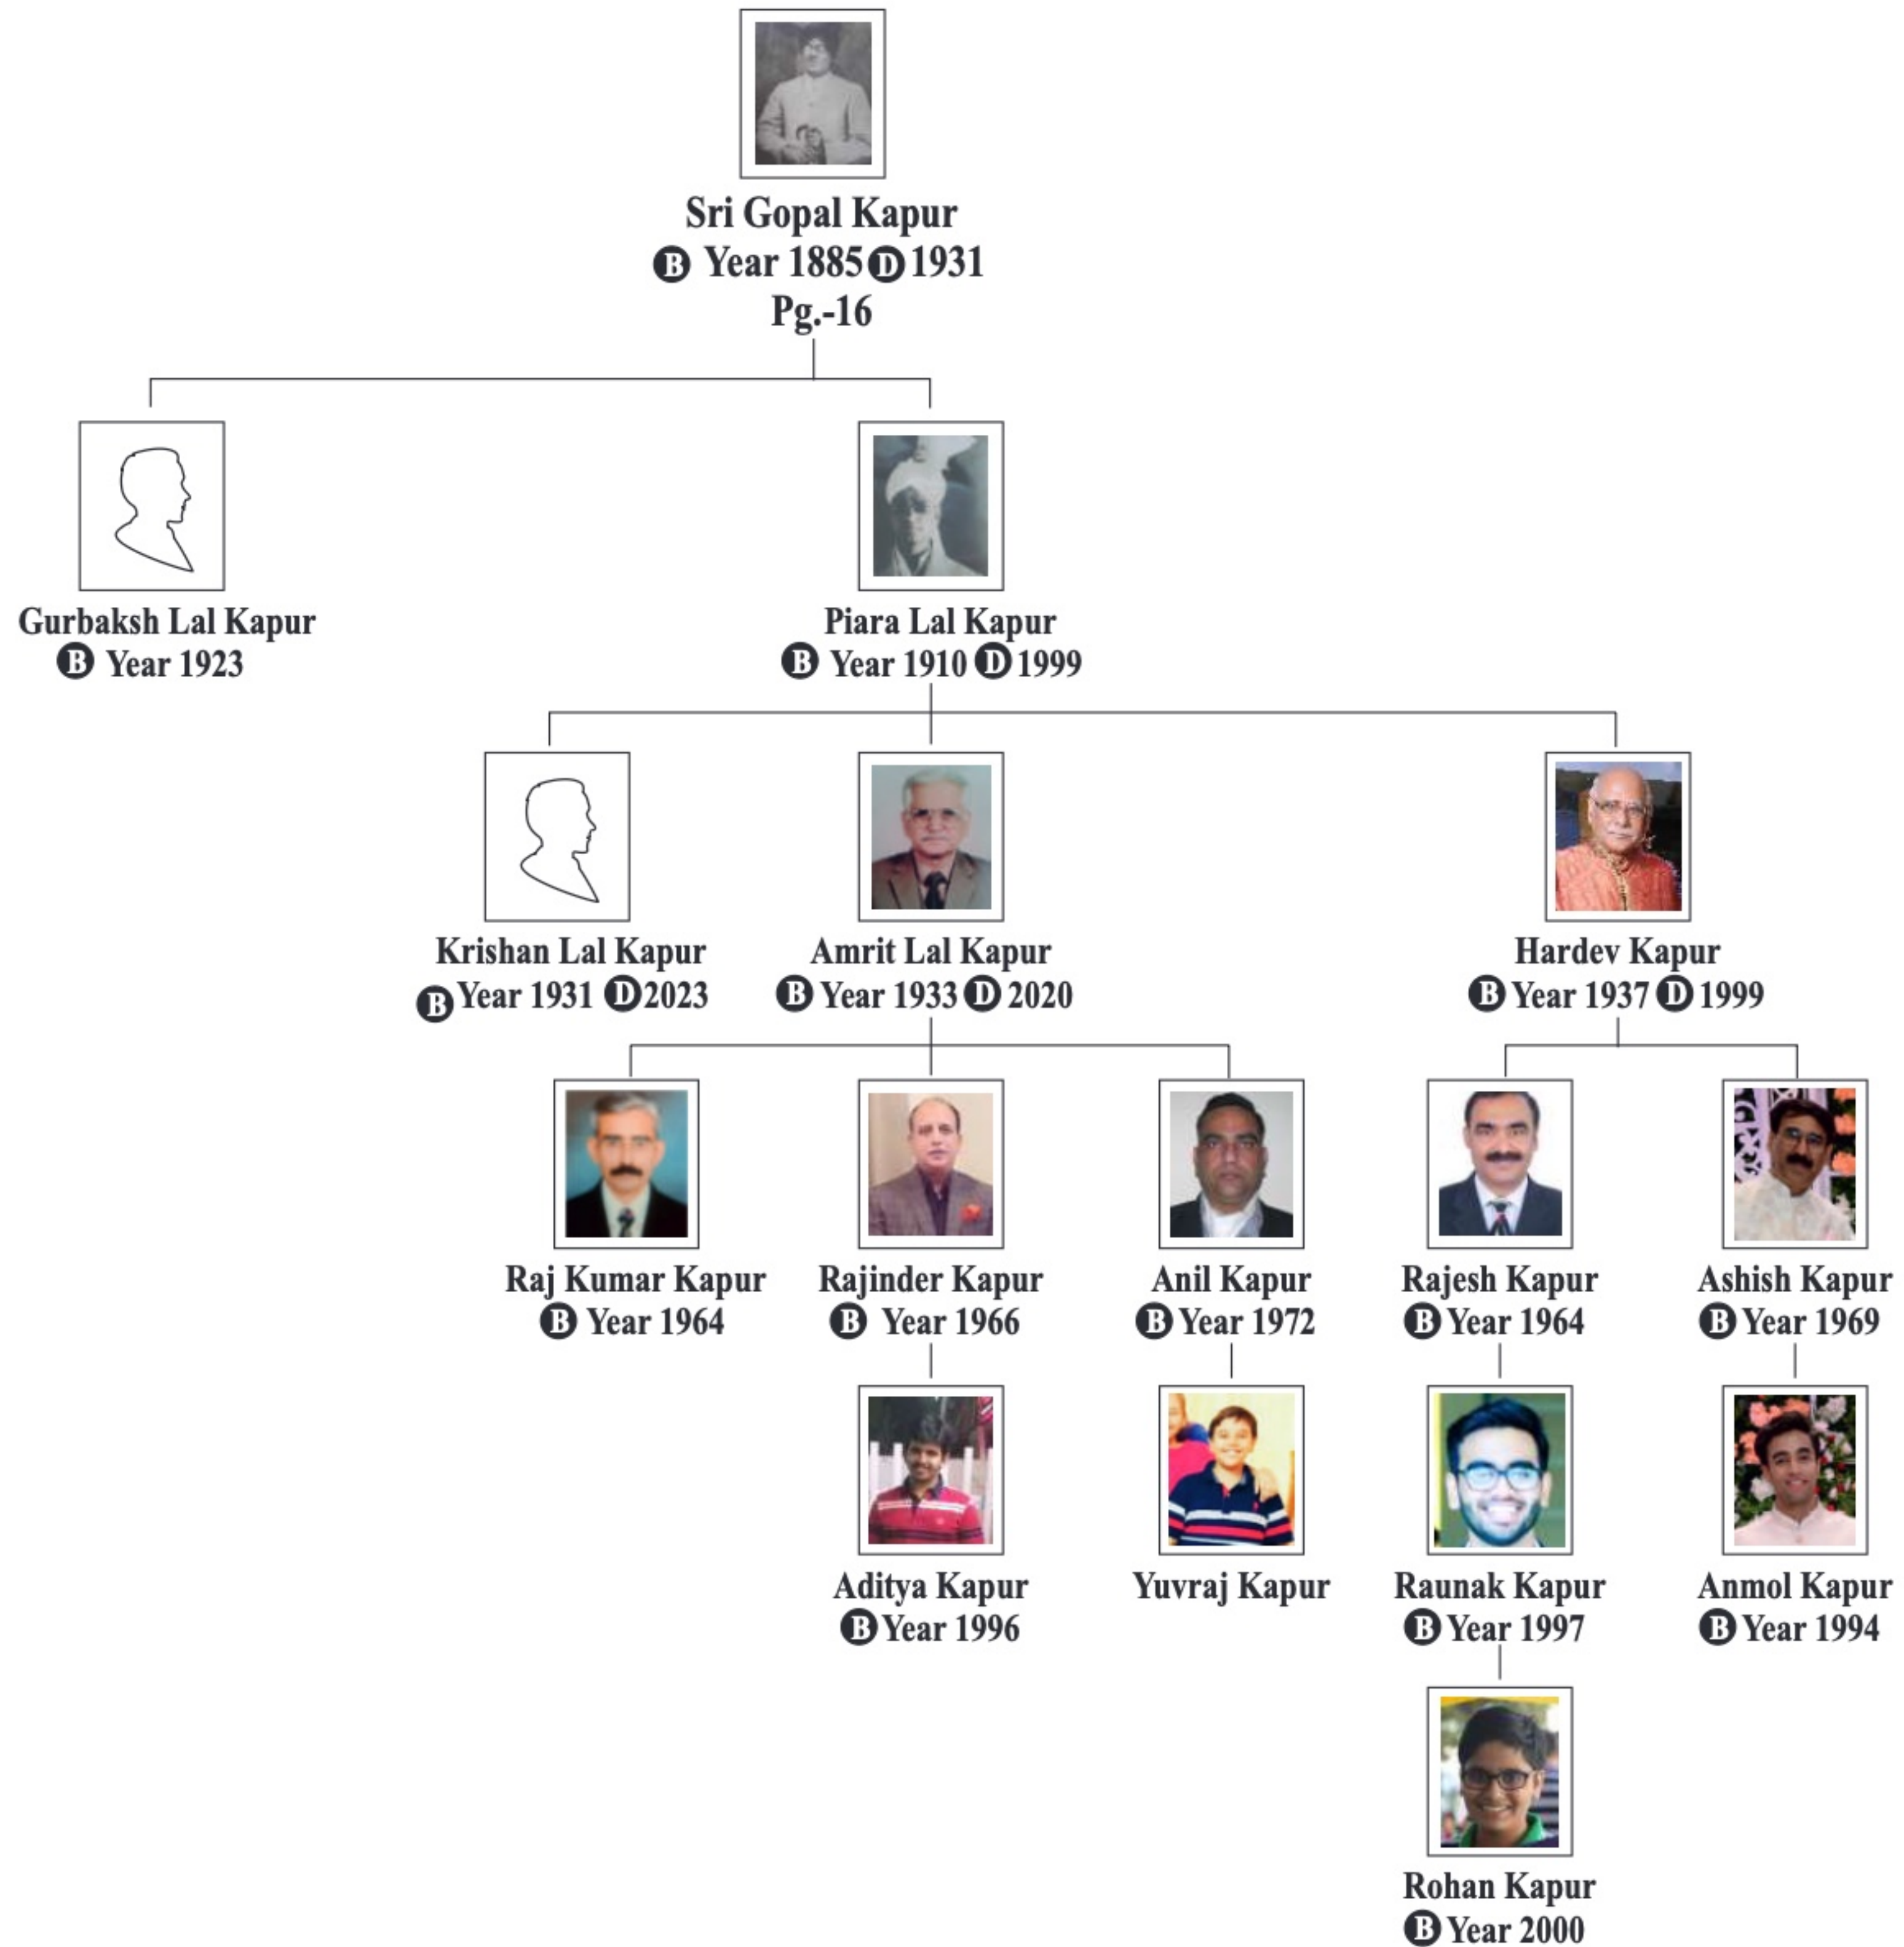 Sri Gopal Kapur
B Year 1885 D 1931
Pg.-16
Gurbaksh Lal Kapur
B Year 1923
Piara Lal Kapur
B Year 1910 D 1999
Krishan Lal Kapur
B Year 1931 D 2023
Amrit Lal Kapur
B Year 1933 D 2020
Hardev Kapur
B Year 1937 D 1999
Raj Kumar Kapur
B Year 1964
Rajinder Kapur
B Year 1966
Anil Kapur
B Year 1972
Rajesh Kapur
B Year 1964
Ashish Kapur
B Year 1969
Aditya Kapur
B Year 1996
Yuvraj Kapur
Raunak Kapur
B Year 1997
Anmol Kapur
B Year 1994
Rohan Kapur
B Year 2000